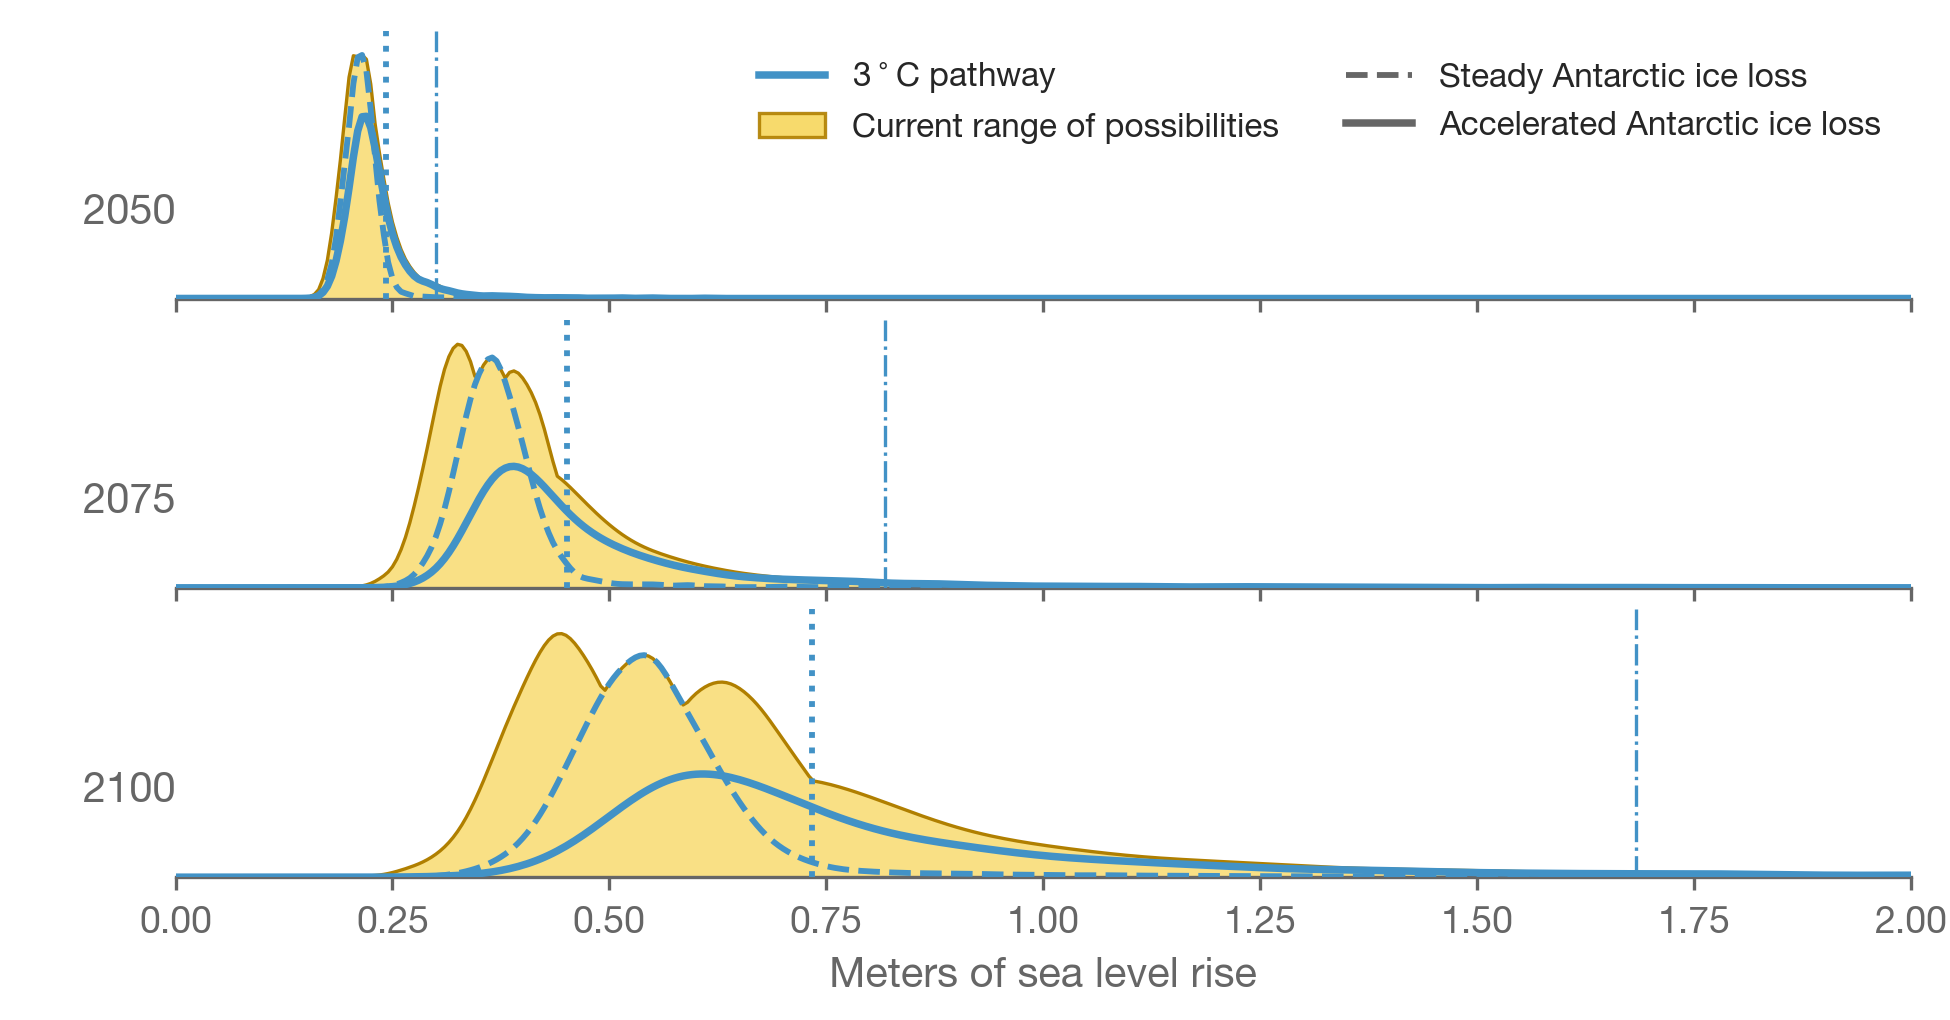 3°C pathway
Current range of possibilities
Steady Antarctic ice loss
Accelerated Antarctic ice loss
2050
2075
2100
0.00 0.25 0.50 0.75 1.00 1.25 1.50 1.75 2.00
Meters of sea level rise